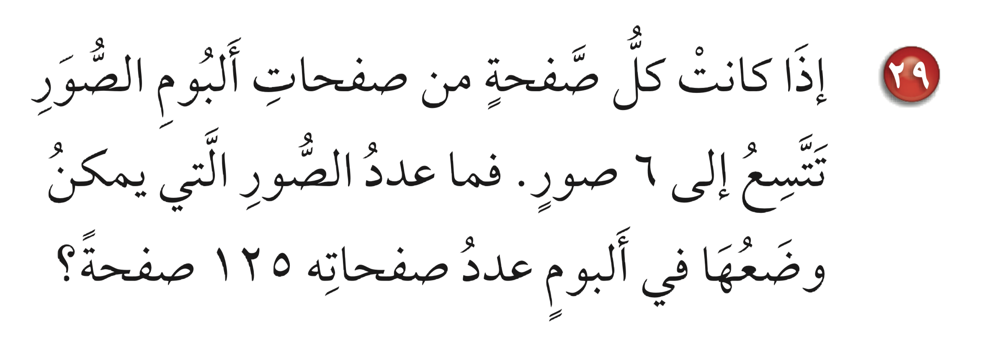 ٢٩ إِذَا كانتْ كلُّ صَّفحةٍ من صفحاتِ أَلبُومِ الصُّوَرِ
تَتَّسِعُ إلى ٦ صورٍ. فما عددُ الصُّورِ الَّتي يمكنُ
وضَعُهَا في أَلبومٍ عددُ صفحاتِه ١٢٥ صفحةً؟